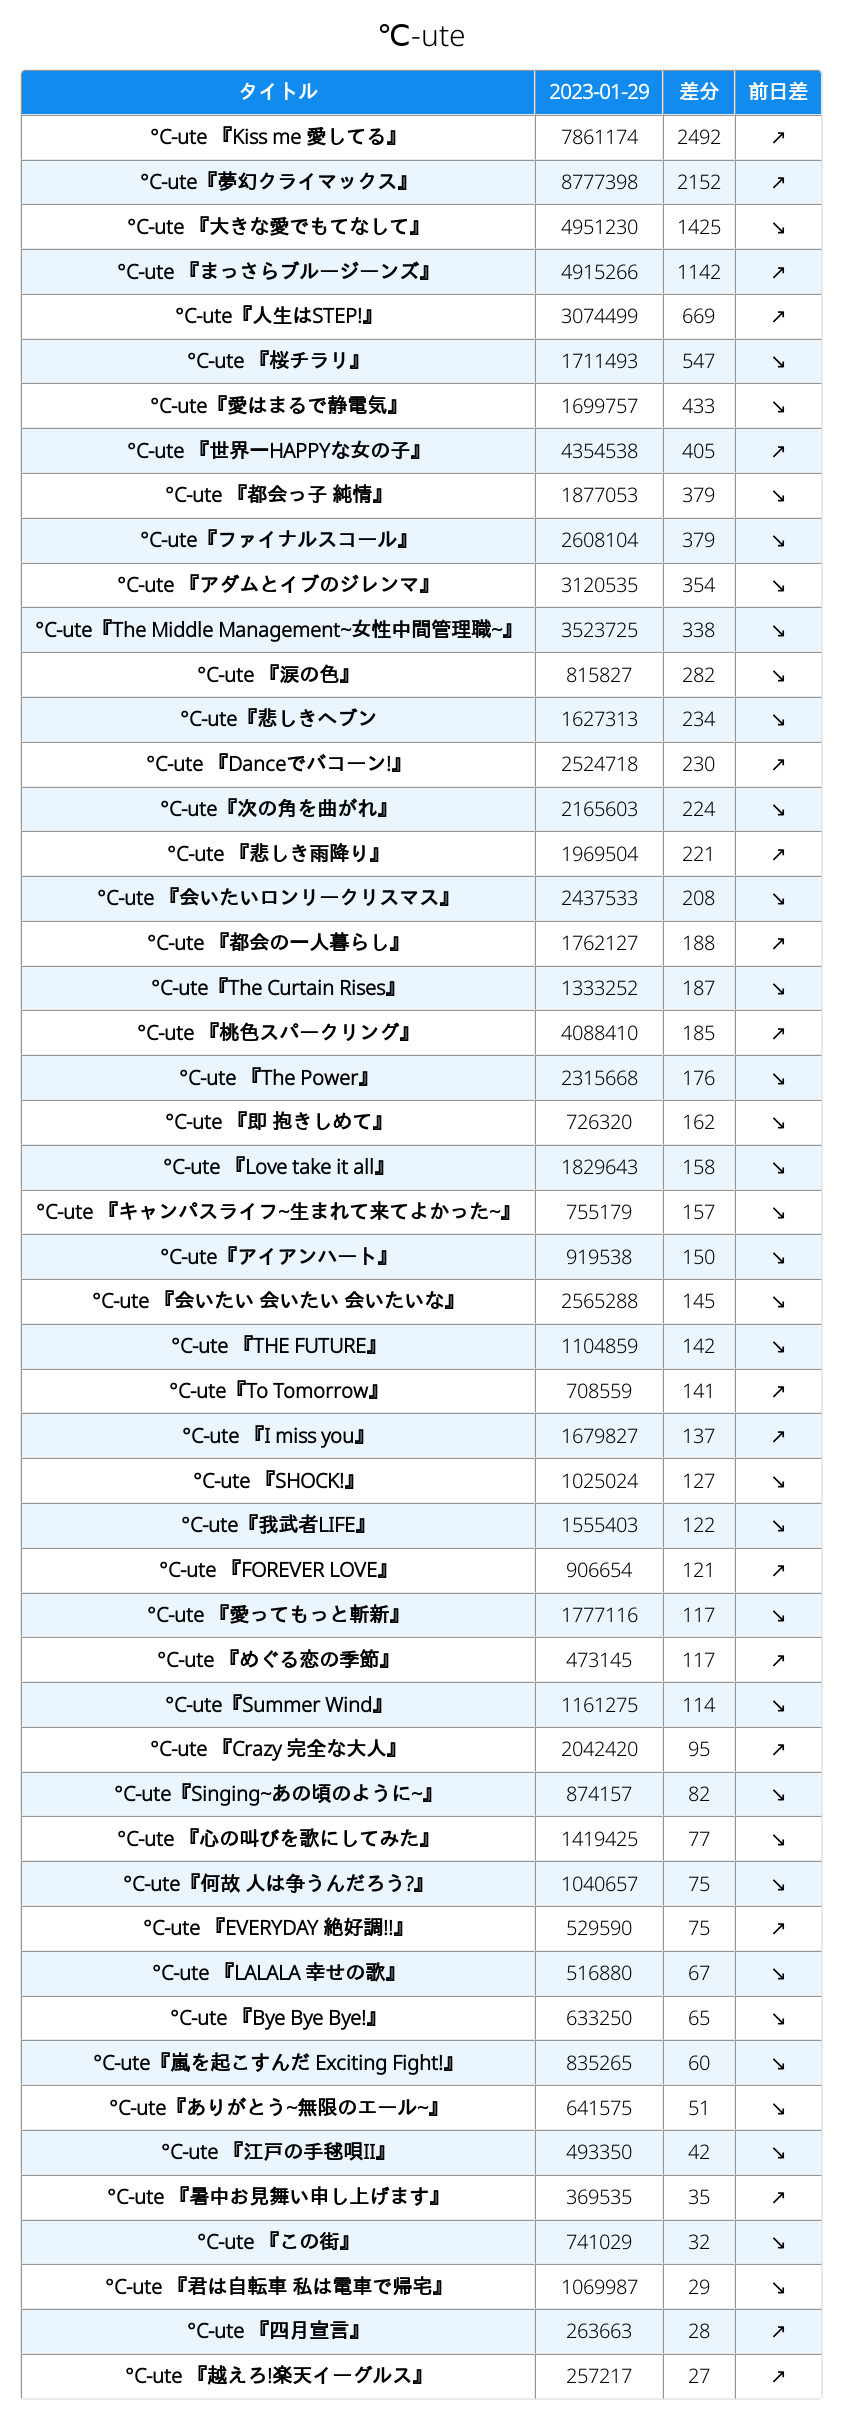 ℃-ute
タイトル 2023-01-29 差分 前日差
°C-ute 『Kiss me 愛してる』 7861174 2492 ↗
°C-ute『夢幻クライマックス』 8777398 2152 ↗
°C-ute 『大きな愛でもてなして』 4951230 1425 ↘
°C-ute 『まっさらブルージーンズ』 4915266 1142 ↗
°C-ute『人生はSTEP!』 3074499 669 ↗
°C-ute 『桜チラリ』 1711493 547 ↘
°C-ute『愛はまるで静電気』 1699757 433 ↘
°C-ute 『世界一HAPPYな女の子』 4354538 405 ↗
°C-ute 『都会っ子 純情』 1877053 379 ↘
°C-ute『ファイナルスコール』 2608104 379 ↘
°C-ute 『アダムとイブのジレンマ』 3120535 354 ↘
°C-ute『The Middle Management~女性中間管理職~』 3523725 338 ↘
°C-ute 『涙の色』 815827 282 ↘
°C-ute『悲しきヘブン 1627313 234 ↘
°C-ute 『Danceでバコーン!』 2524718 230 ↗
°C-ute『次の角を曲がれ』 2165603 224 ↘
°C-ute 『悲しき雨降り』 1969504 221 ↗
°C-ute 『会いたいロンリークリスマス』 2437533 208 ↘
°C-ute 『都会の一人暮らし』 1762127 188 ↗
°C-ute『The Curtain Rises』 1333252 187 ↘
°C-ute 『桃色スパークリング』 4088410 185 ↗
°C-ute 『The Power』 2315668 176 ↘
°C-ute 『即 抱きしめて』 726320 162 ↘
°C-ute 『Love take it all』 1829643 158 ↘
°C-ute 『キャンパスライフ~生まれて来てよかった~』 755179 157 ↘
°C-ute『アイアンハート』 919538 150 ↘
°C-ute 『会いたい 会いたい 会いたいな』 2565288 145 ↘
°C-ute 『THE FUTURE』 1104859 142 ↘
°C-ute『To Tomorrow』 708559 141 ↗
°C-ute 『I miss you』 1679827 137 ↗
°C-ute 『SHOCK!』 1025024 127 ↘
°C-ute『我武者LIFE』 1555403 122 ↘
°C-ute 『FOREVER LOVE』 906654 121 ↗
°C-ute 『愛ってもっと斬新』 1777116 117 ↘
°C-ute 『めぐる恋の季節』 473145 117 ↗
°C-ute『Summer Wind』 1161275 114 ↘
°C-ute 『Crazy 完全な大人』 2042420 95 ↗
°C-ute『Singing~あの頃のように~』 874157 82 ↘
°C-ute 『心の叫びを歌にしてみた』 1419425 77 ↘
°C-ute『何故 人は争うんだろう?』 1040657 75 ↘
°C-ute 『EVERYDAY 絶好調!!』 529590 75 ↗
°C-ute 『LALALA 幸せの歌』 516880 67 ↘
°C-ute 『Bye Bye Bye!』 633250 65 ↘
°C-ute『嵐を起こすんだ Exciting Fight!』 835265 60 ↘
°C-ute『ありがとう~無限のエール~』 641575 51 ↘
°C-ute 『江戸の手毬唄II』 493350 42 ↘
°C-ute 『暑中お見舞い申し上げます』 369535 35 ↗
°C-ute 『この街』 741029 32 ↘
°C-ute 『君は自転車 私は電車で帰宅』 1069987 29 ↘
°C-ute 『四月宣言』 263663 28 ↗
°C-ute 『越えろ!楽天イーグルス』 257217 27 ↗